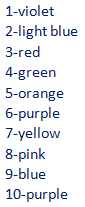 1-violet
2-light blue
3-red
4-green
5-orange
6-purple
7-yellow
8-pink
9-blue
10-purple